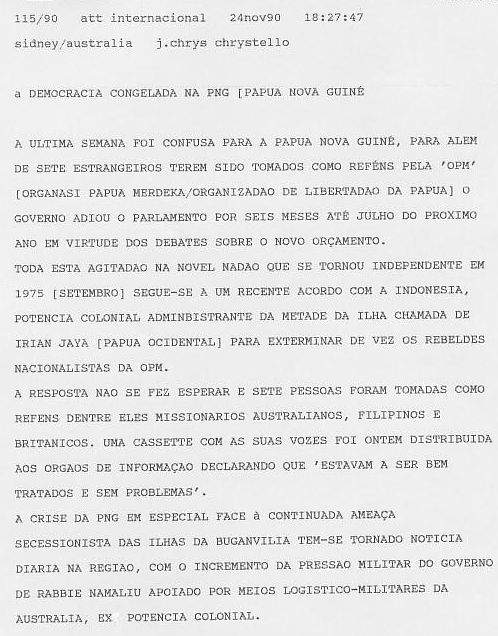 115/90 att internacional 24nov90 18:27:47
sidney/australia j.chrys chrystello
a DEMOCRACIA CONGELADA NA PNG [PAPUA NOVA GUINÉ
A ULTIMA SEMANA FOI CONFUSA PARA A PAPUA NOVA GUINÉ, PARA ALEM
DE SETE ESTRANGEIROS TEREM SIDO TOMADOS COMO REFÉNS PELA 'OPM'
[ORGANASI PAPUA MERDEKA/ORGANIZADAO DE LIBERTADAO DA PAPUA] O
GOVERNO ADIOU O PARLAMENTO POR SEIS MESES ATÉ JULHO DO PROXIMO
ANO EM VIRTUDE DOS DEBATES SOBRE O NOVO ORÇAMENTO.
TODA ESTA AGITADAO NA NOVEL NADAO QUE SE TORNOU INDEPENDENTE EM
1975 [SETEMBRO] SEGUE-SE A UM RECENTE ACORDO COM A INDONESIA,
POTENCIA COLONIAL ADMINBISTRANTE DA METADE DA ILHA CHAMADA DE
IRIAN JAYA [PAPUA OCIDENTAL] PARA EXTERMINAR DE VEZ OS REBELDES
NACIONALISTAS DA OPM.
A RESPOSTA NAO SE FEZ ESPERAR E SETE PESSOAS FORAM TOMADAS COMO
REFENS DENTRE ELES MISSIONARIOS AUSTRALIANOS, FILIPINOS E
BRITANICOS. UMA CASSETTE COM AS SUAS VOZES FOI ONTEM DISTRIBUIDA
AOS ORGAOS DE INFORMAÇAO DECLARANDO QUE 'ESTAVAM A SER BEM
TRATADOS E SEM PROBLEMAS'.
A CRISE DA PNG EM ESPECIAL FACE à CONTINUADA AMEAÇA
SECESSIONISTA DAS ILHAS DA BUGANVILIA TEM-SE TORNADO NOTICIA
DIARIA NA REGIAO, COM O INCREMENTO DA PRESSAO MILITAR DO GOVERNO
DE RABBIE NAMALIU APOIADO POR MEIOS LOGISTICO-MILITARES DA
AUSTRALIA, EX POTENCIA COLONIAL.